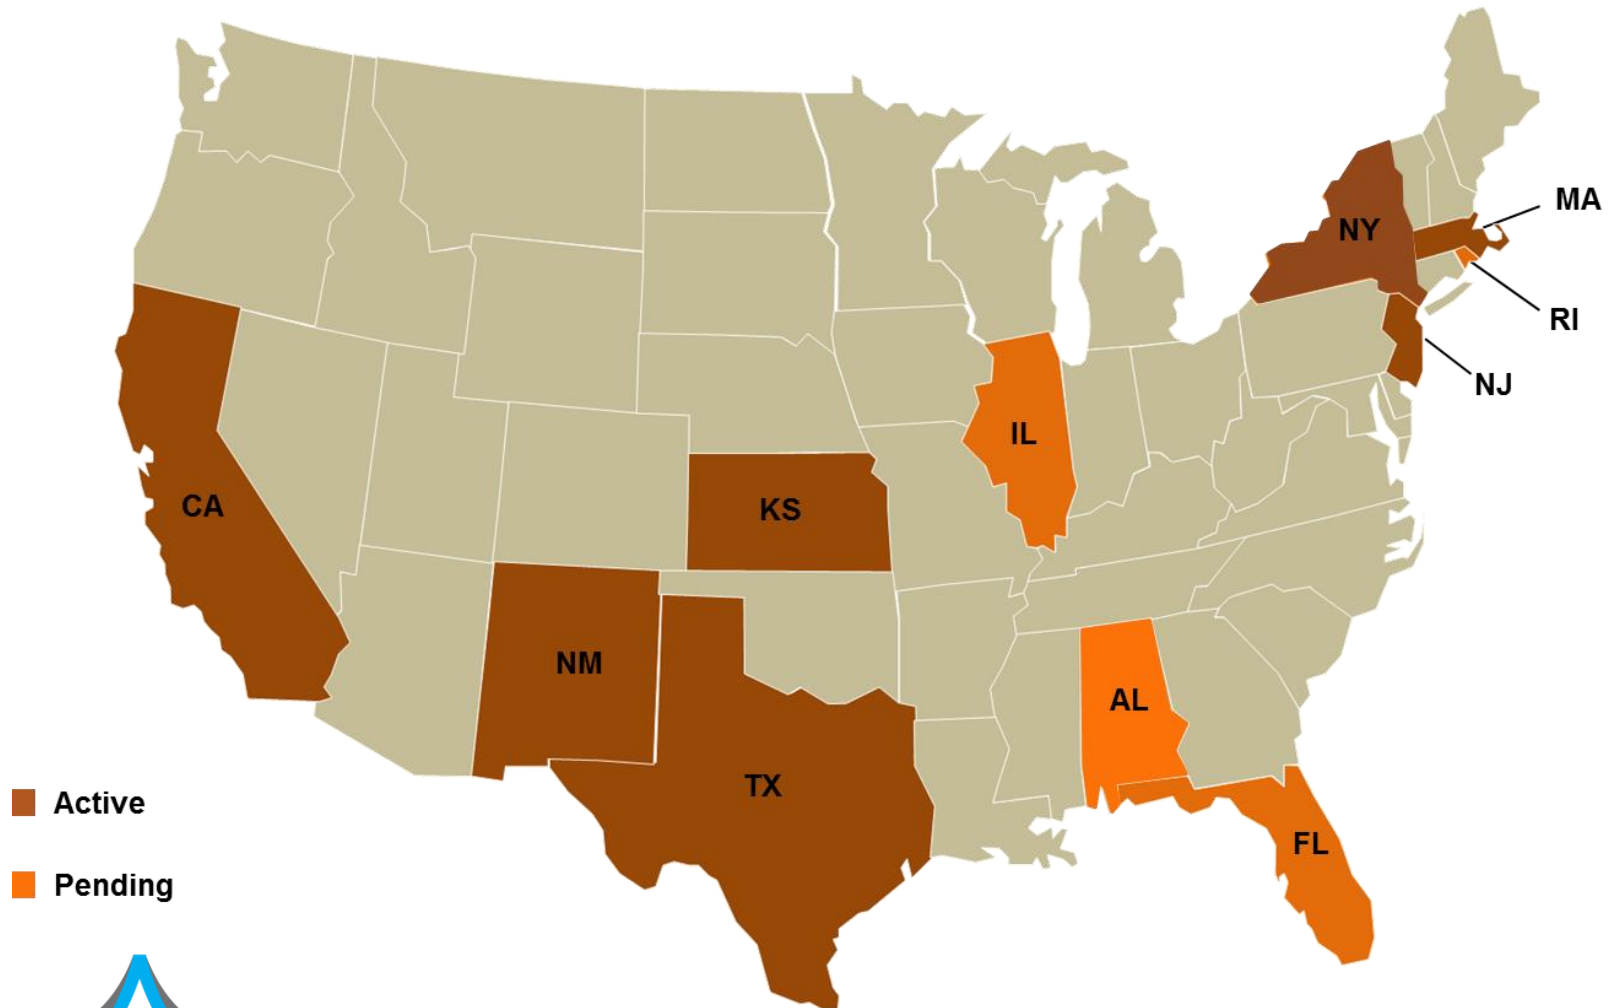 MA
NY
RI
NJ
IL
CA
KS
NM
AL
TX
Active
FL
Pending